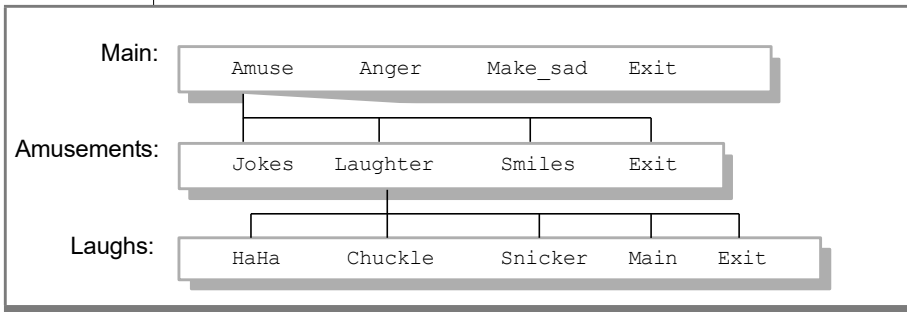 Main: Amuse Anger Make_sad Exit
Amusements: Jokes Laughter Smiles Exit
Laughs: HaHa Chuckle Snicker Main Exit